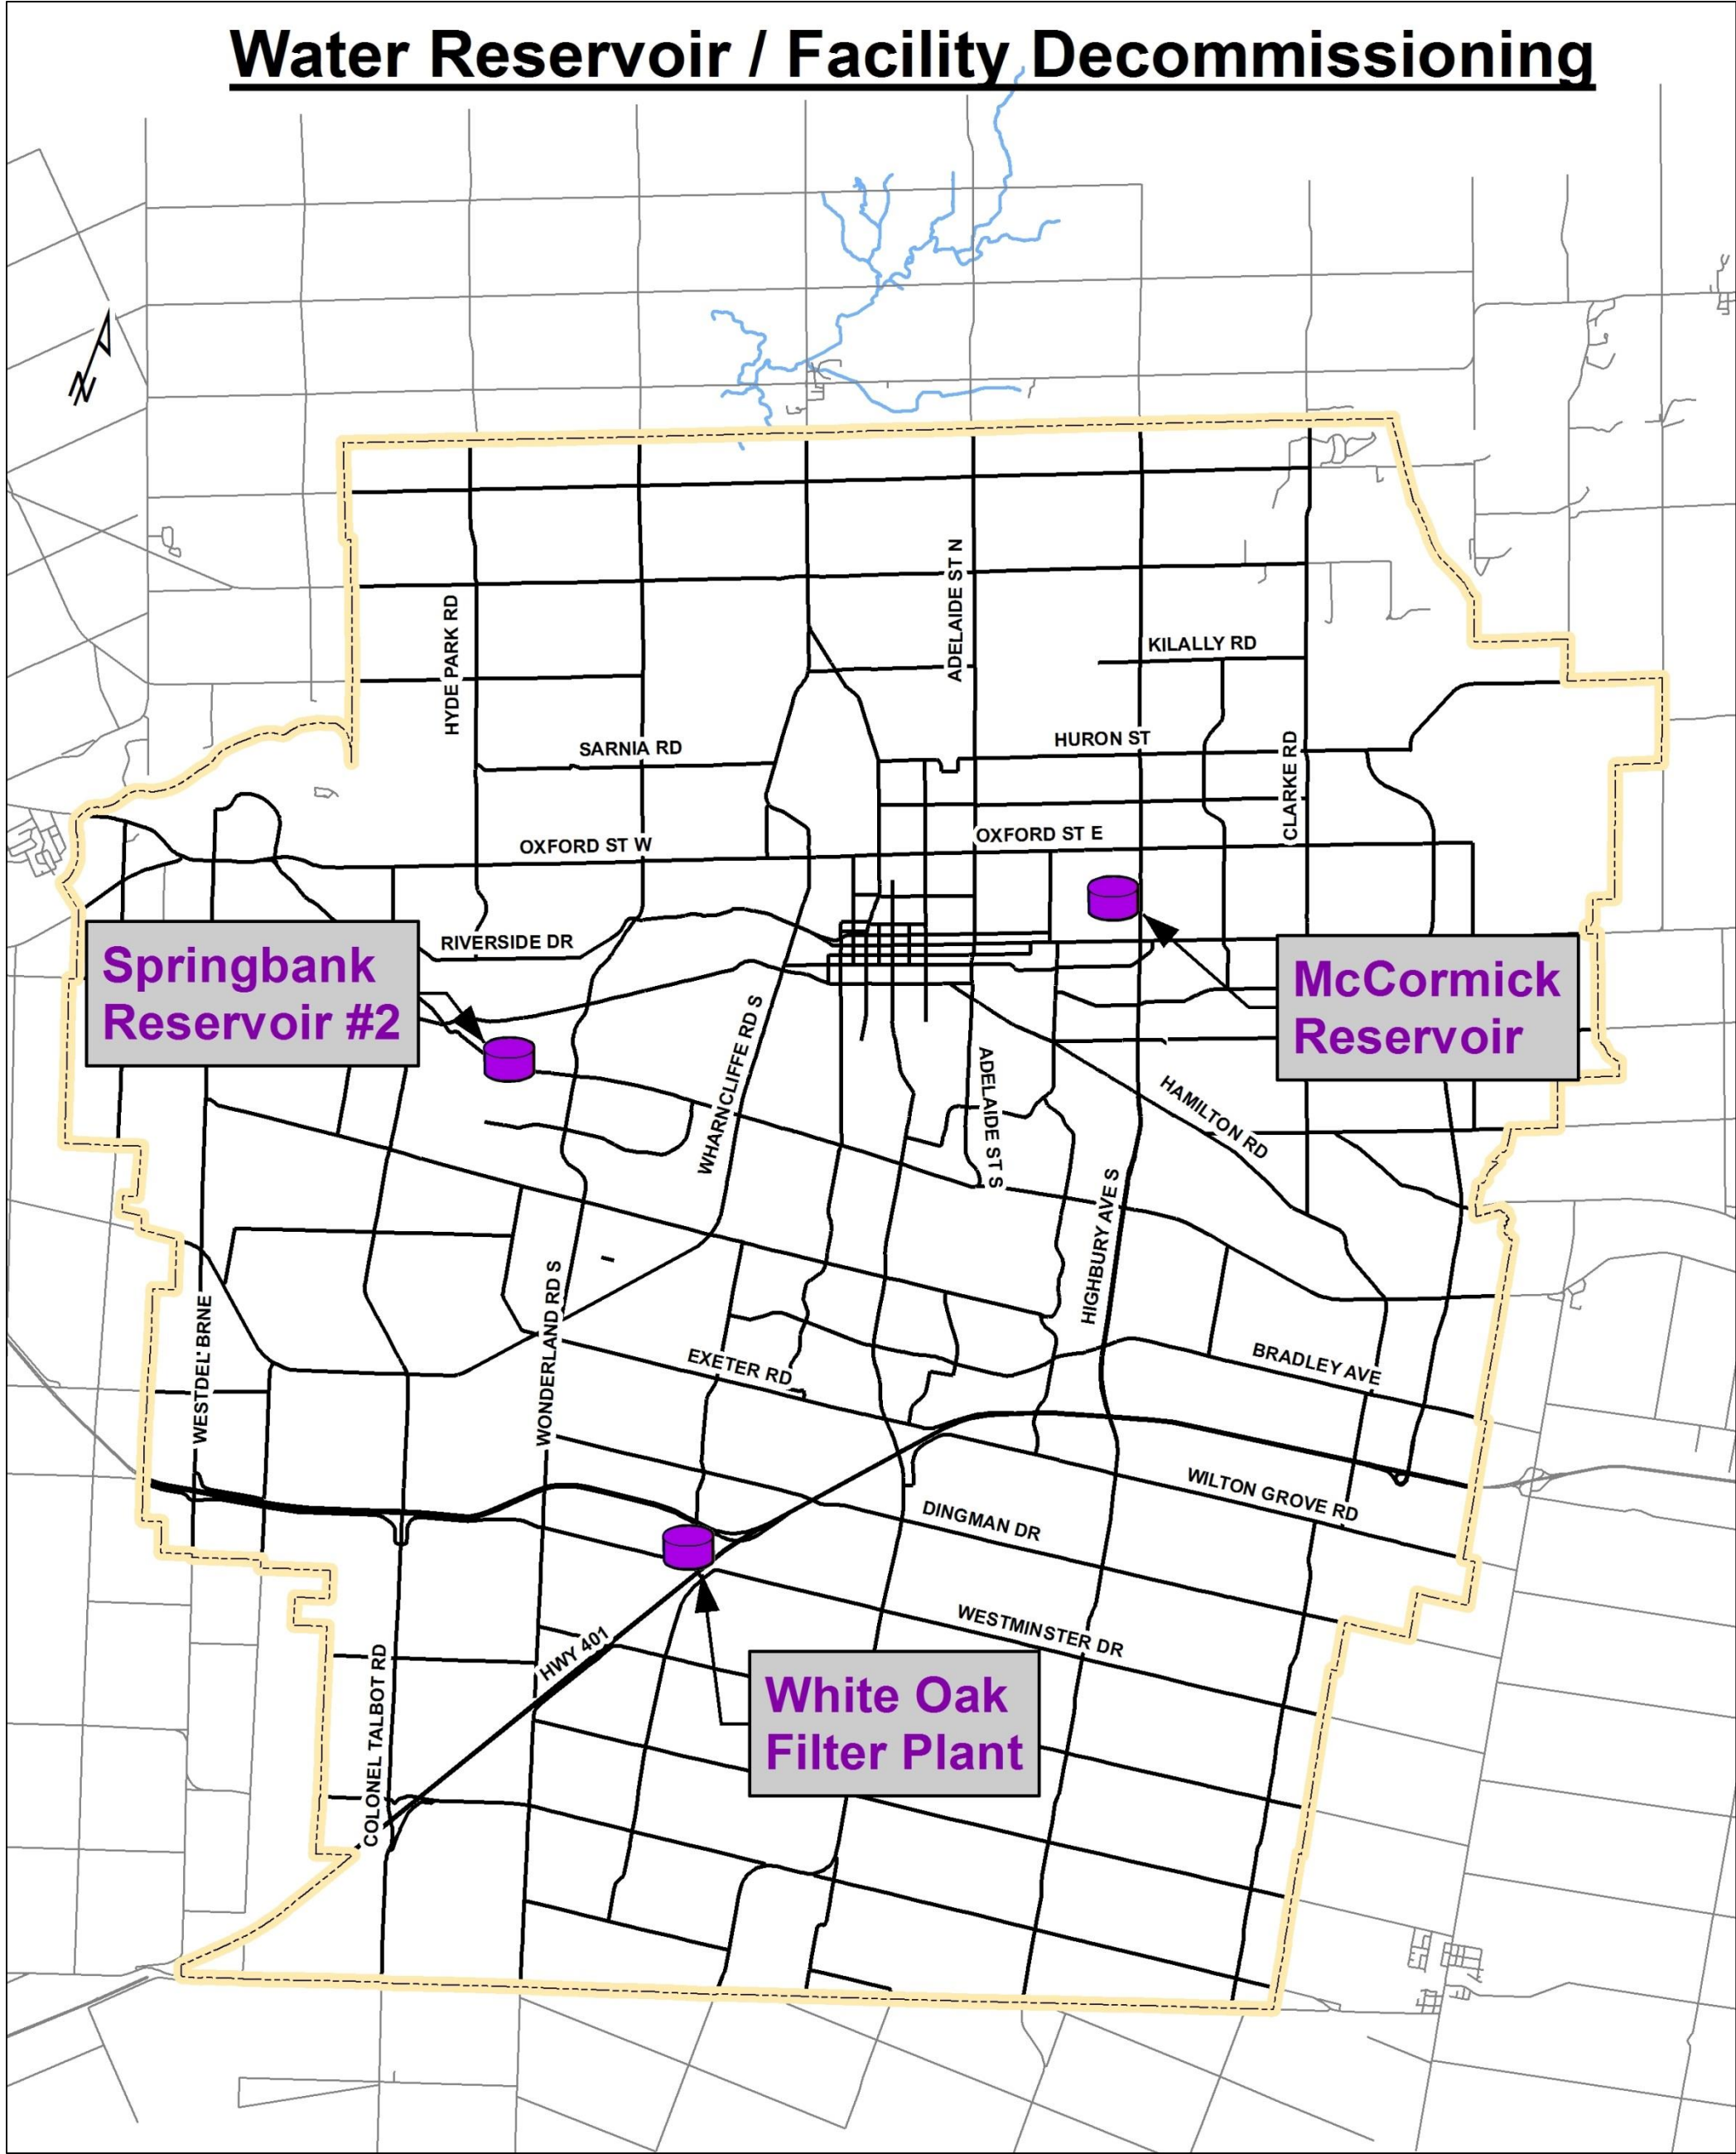 Water Reservoir / Facility Decommissioning
N
ADELAIDE ST N
HYDE PARK RD
KILALLY RD
HURON ST
SARNIA RD
CLARKE RD
OXFORD ST E
OXFORD ST W
RIVERSIDE DR
Springbank
Reservoir #2
McCormick
Reservoir
WHARNCLIFFE RD S
ADELAIDE ST S
HAMILTON RD
HIGHBURY AVE S
WESTDEL BRNE
WONDERLAND RD S
EXETER RD
BRADLEY AVE
WILTON GROVE RD
DINGMAN DR
WESTMINSTER DR
HWY 401
COLONEL TALBOT RD
White Oak
Filter Plant